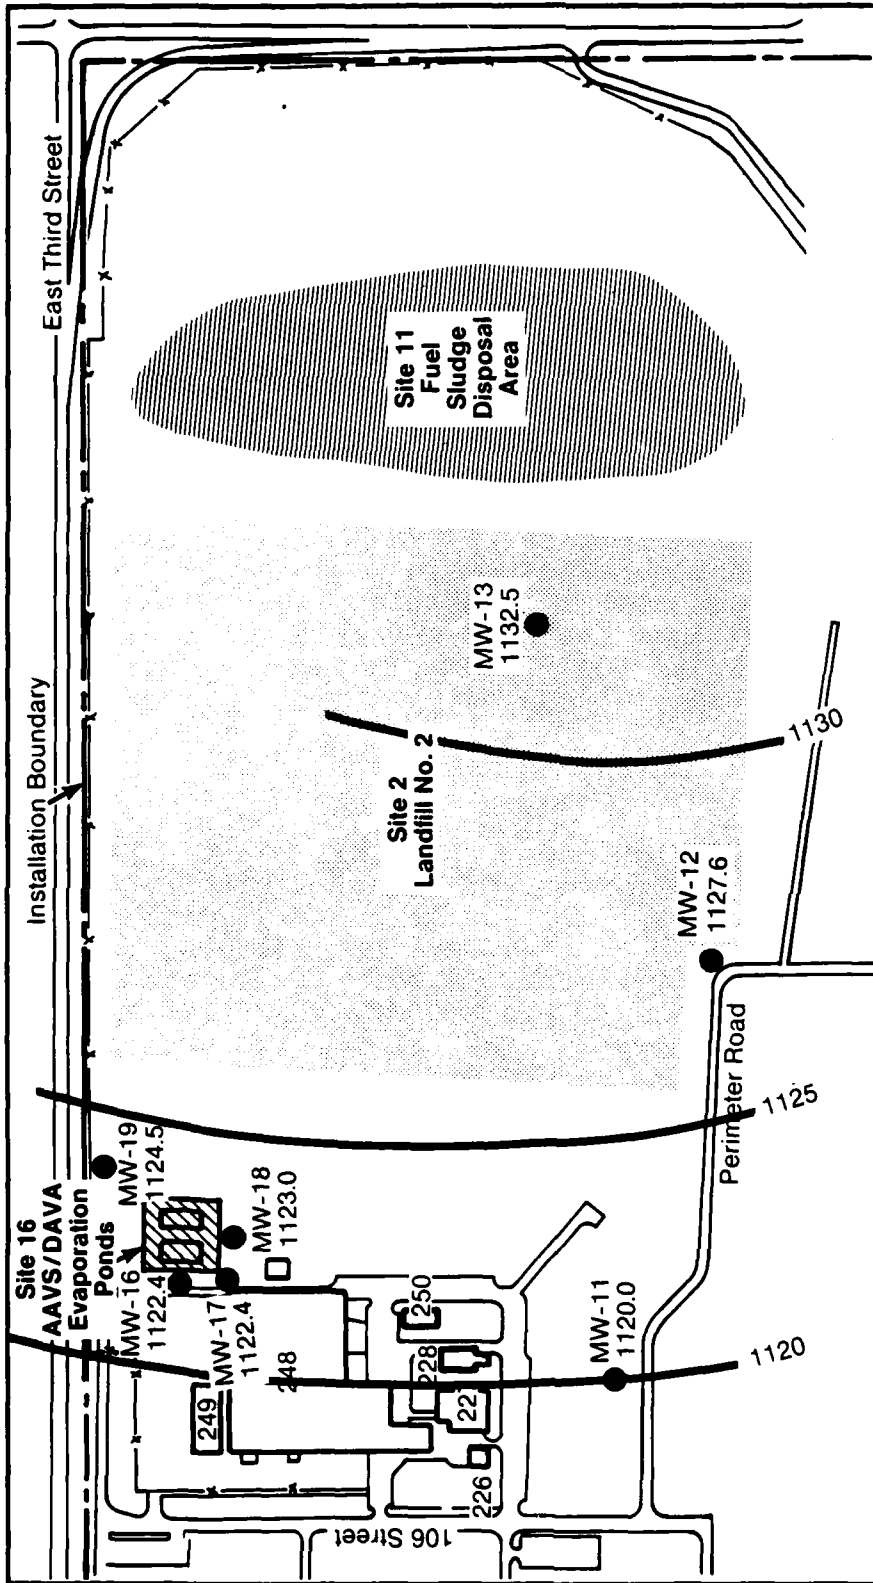 East Third Street
Installation Boundary
Site 11
Fuel
Sludge
Disposal
Area
MW-13
1132.5
Site 2
Landfill No. 2
1130
MW-12
1127.6
Perimeter Road
1125
Site 16
AAVS/DAVA
Evaporation
Ponds
MW-19
1124.5
MW-18
1123.0
MW-16
1122.4
MW-17
1122.4
MW-11
1120.0
1120
250
228
248
249
22
226
106 Street